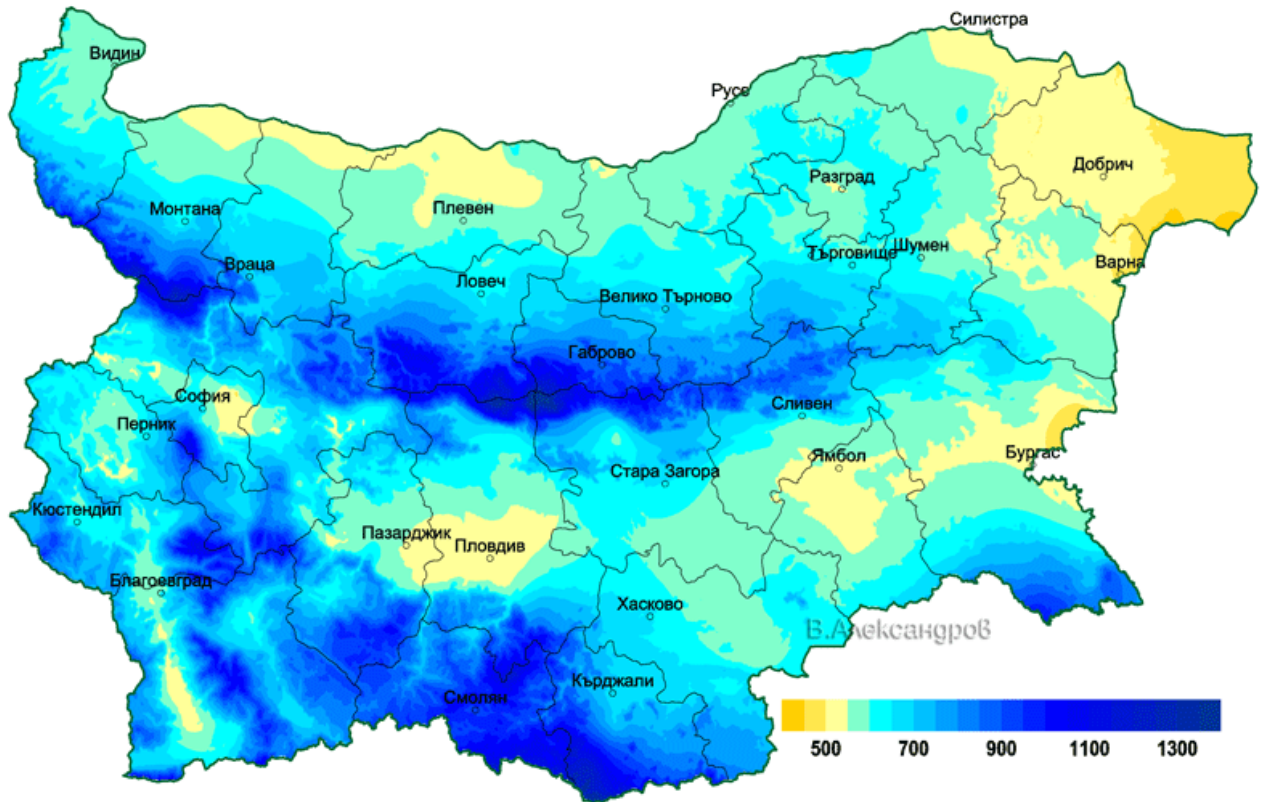 Силистра
Видин
Русе
Добрич
Разград
Монтана
Плевен
Търговище
Шумен
Варна
Враца
Ловеч
Велико Търново
Габрово
София
Сливен
Перник
Ямбол
Бургас
Стара Загора
Кюстендил
Пазарджик
Пловдив
Благоевград
Хасково
В.Александров
Кърджали
Смолян
500 700 900 1100 1300